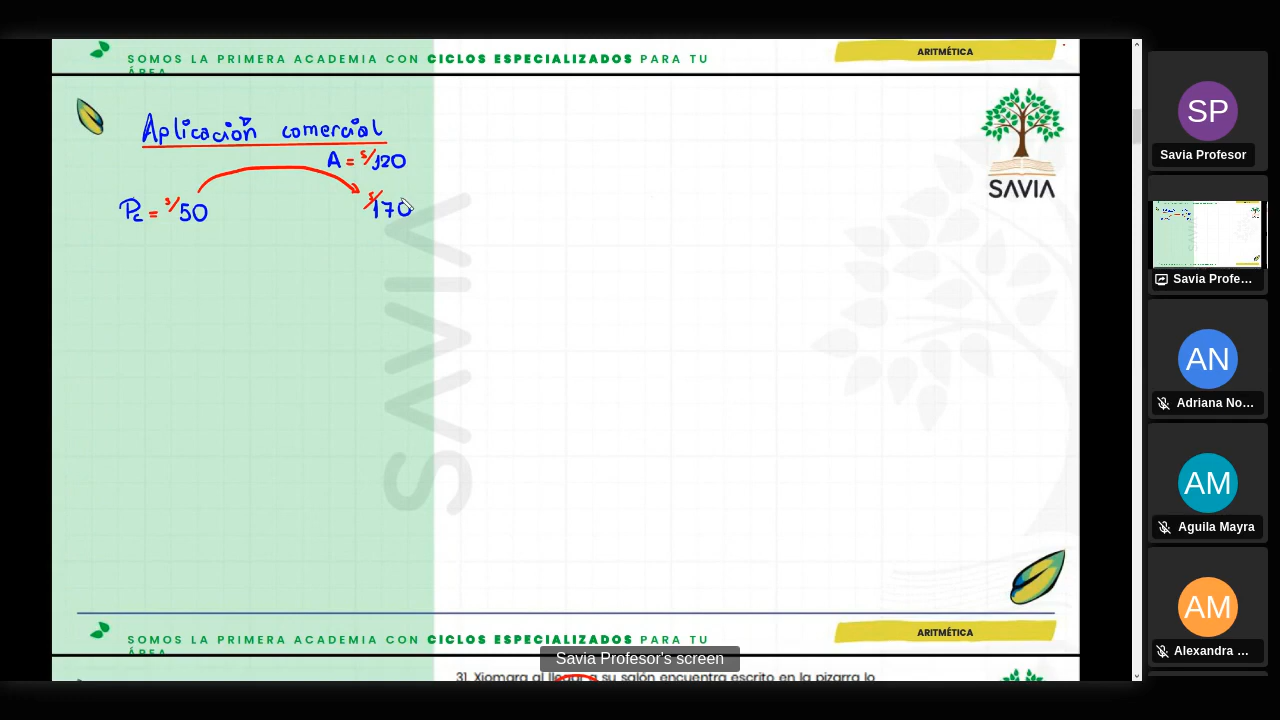 SOMOS LA PRIMERA ACADEMIA CON CICLOS ESPECIALIZADOS PARA TU
ÁREA
ARITMÉTICA
Aplicación comercial
A = s/120
Pc = s/50
s/170
SAVIA
SAVIA
SOMOS LA PRIMERA ACADEMIA CON CICLOS ESPECIALIZADOS PARA TU
ÁREA
ARITMÉTICA
31. Xiomara al llegar a su salón encuentra escrito en la pizarra lo
Savia Profesor's screen
SP
Savia Profesor
Savia Profe...
AN
Adriana No...
AM
Aguila Mayra
AM
Alexandra ...